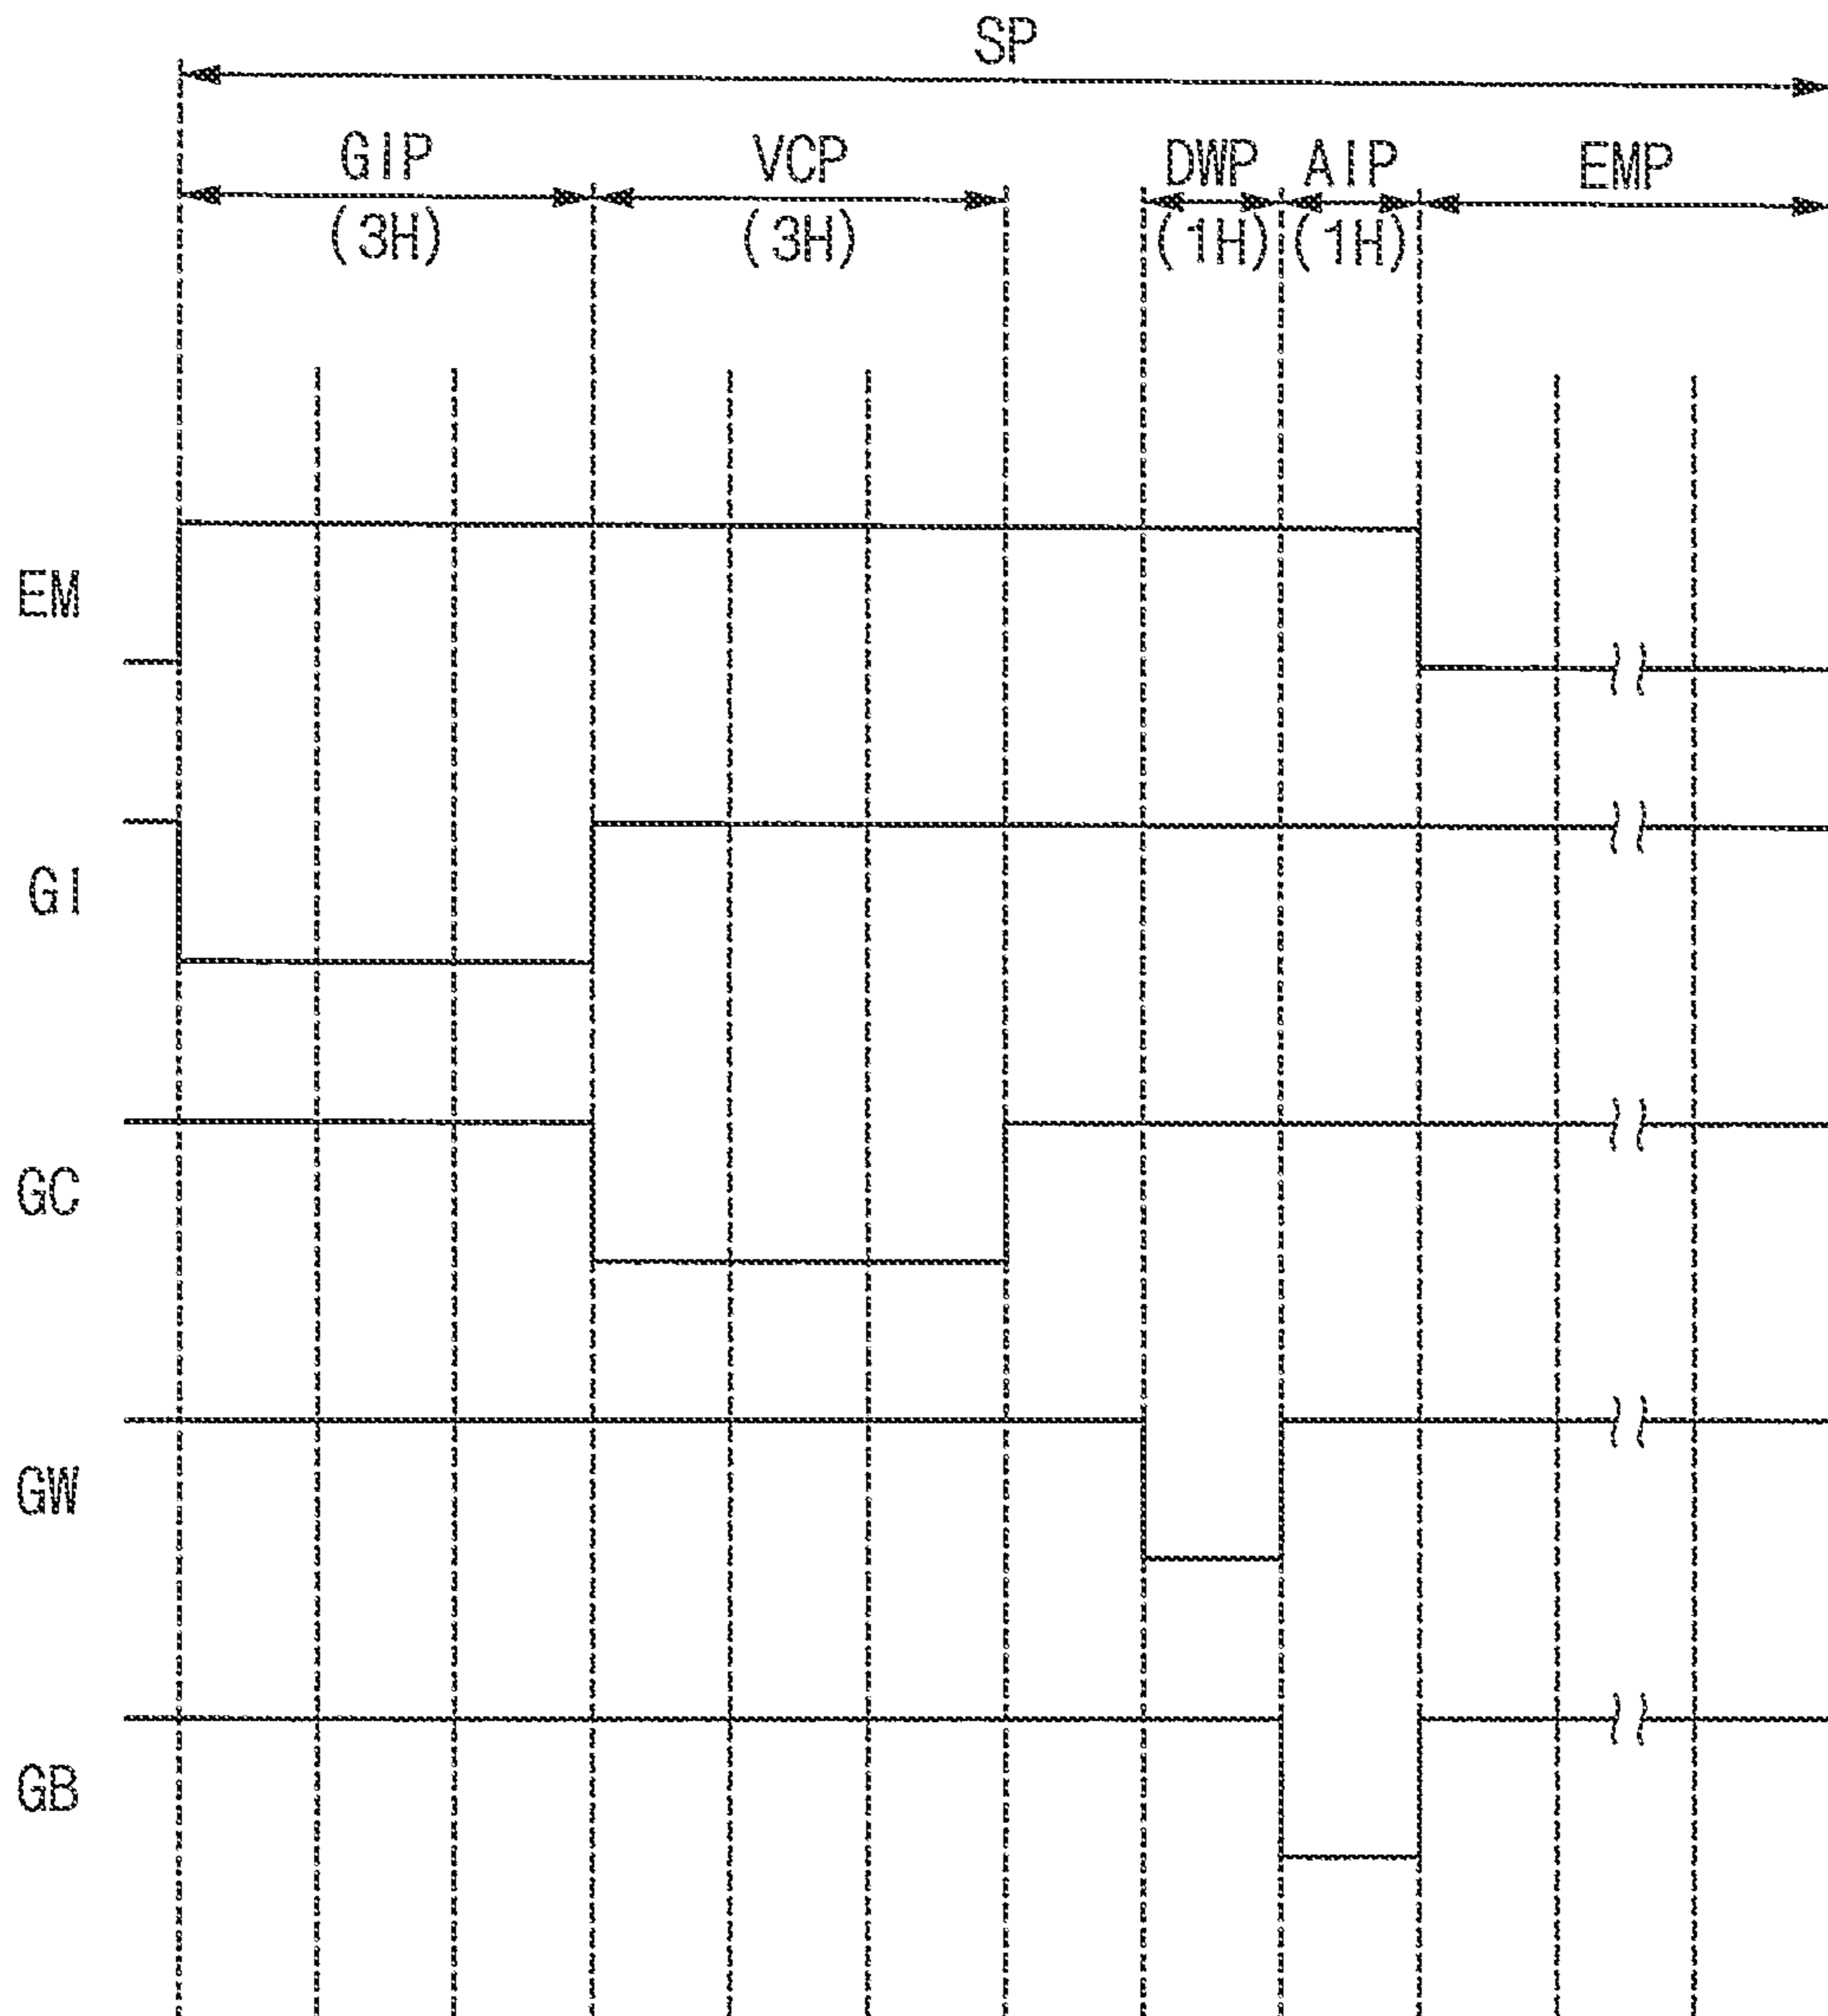 SP
GIP VCP DWP AIP EMP
(3H) (3H) (1H) (1H)
EM
GI
GC
GW
GB